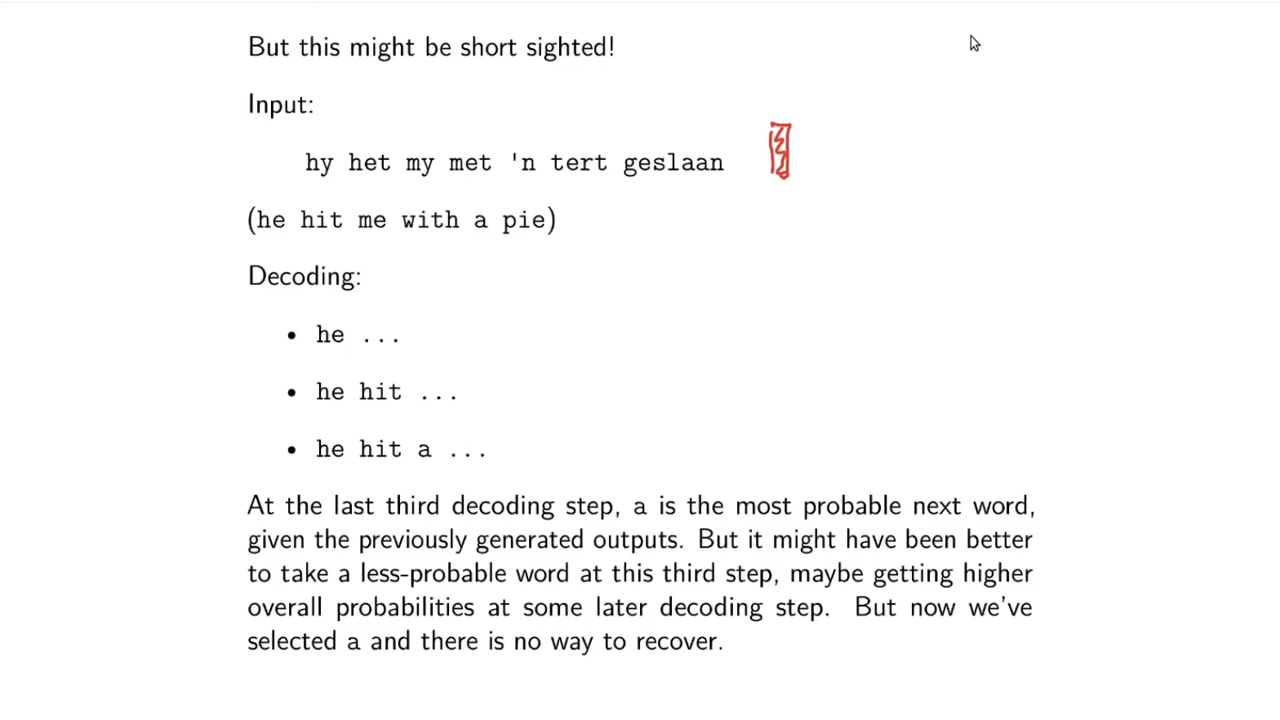 But this might be short sighted!
Input:
hy het my met 'n tert geslaan
(he hit me with a pie)
Decoding:
• he ...
• he hit ...
• he hit a ...
At the last third decoding step, a is the most probable next word,
given the previously generated outputs. But it might have been better
to take a less-probable word at this third step, maybe getting higher
overall probabilities at some later decoding step. But now we've
selected a and there is no way to recover.